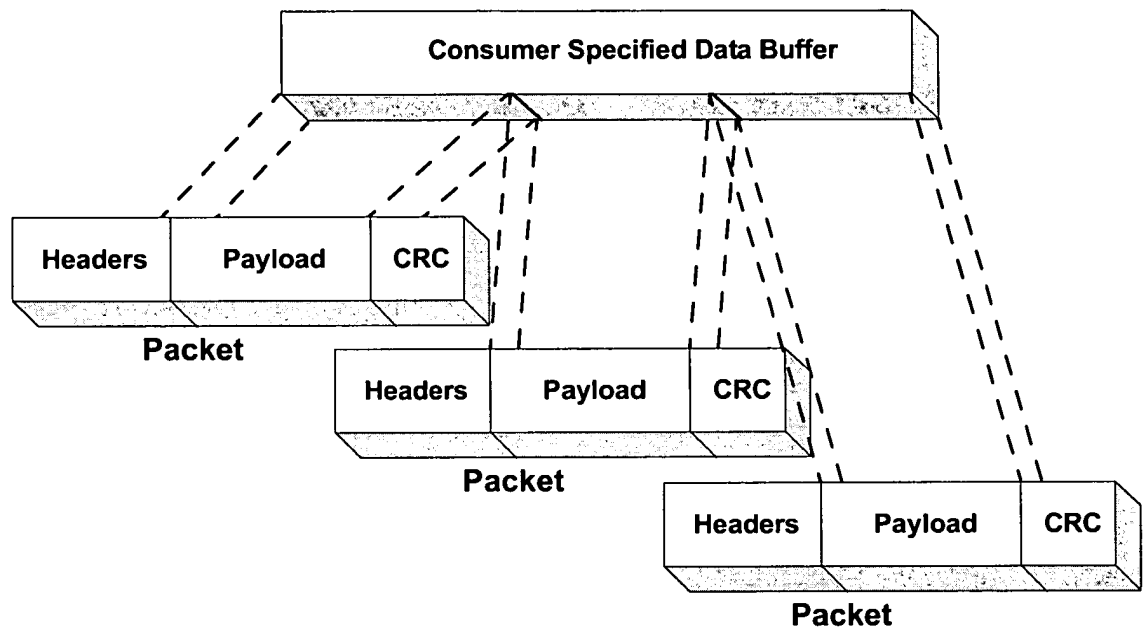 Consumer Specified Data Buffer
Headers Payload CRC
Packet
Headers Payload CRC
Packet
Headers Payload CRC
Packet